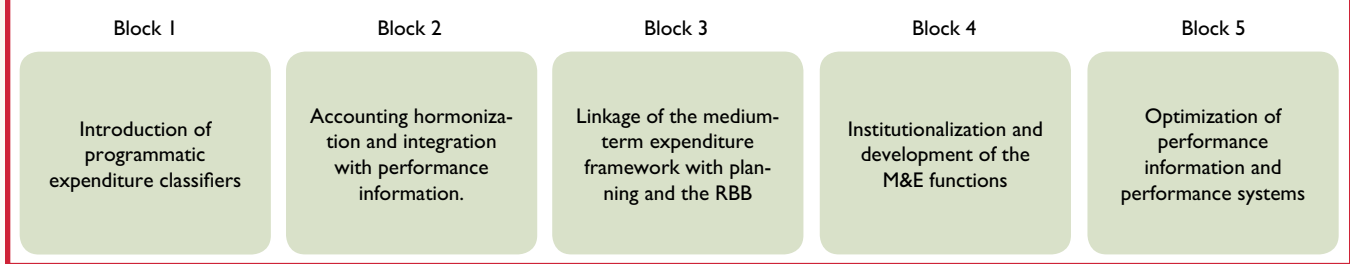 Block 1
Block 2
Block 3
Block 4
Block 5
Introduction of
programmatic
expenditure classifiers
Accounting hormoniza-
tion and integration
with performance
information.
Linkage of the medium-
term expenditure
framework with plan-
ning and the RBB
Institutionalization and
development of the
M&E functions
Optimization of
performance
information and
performance systems